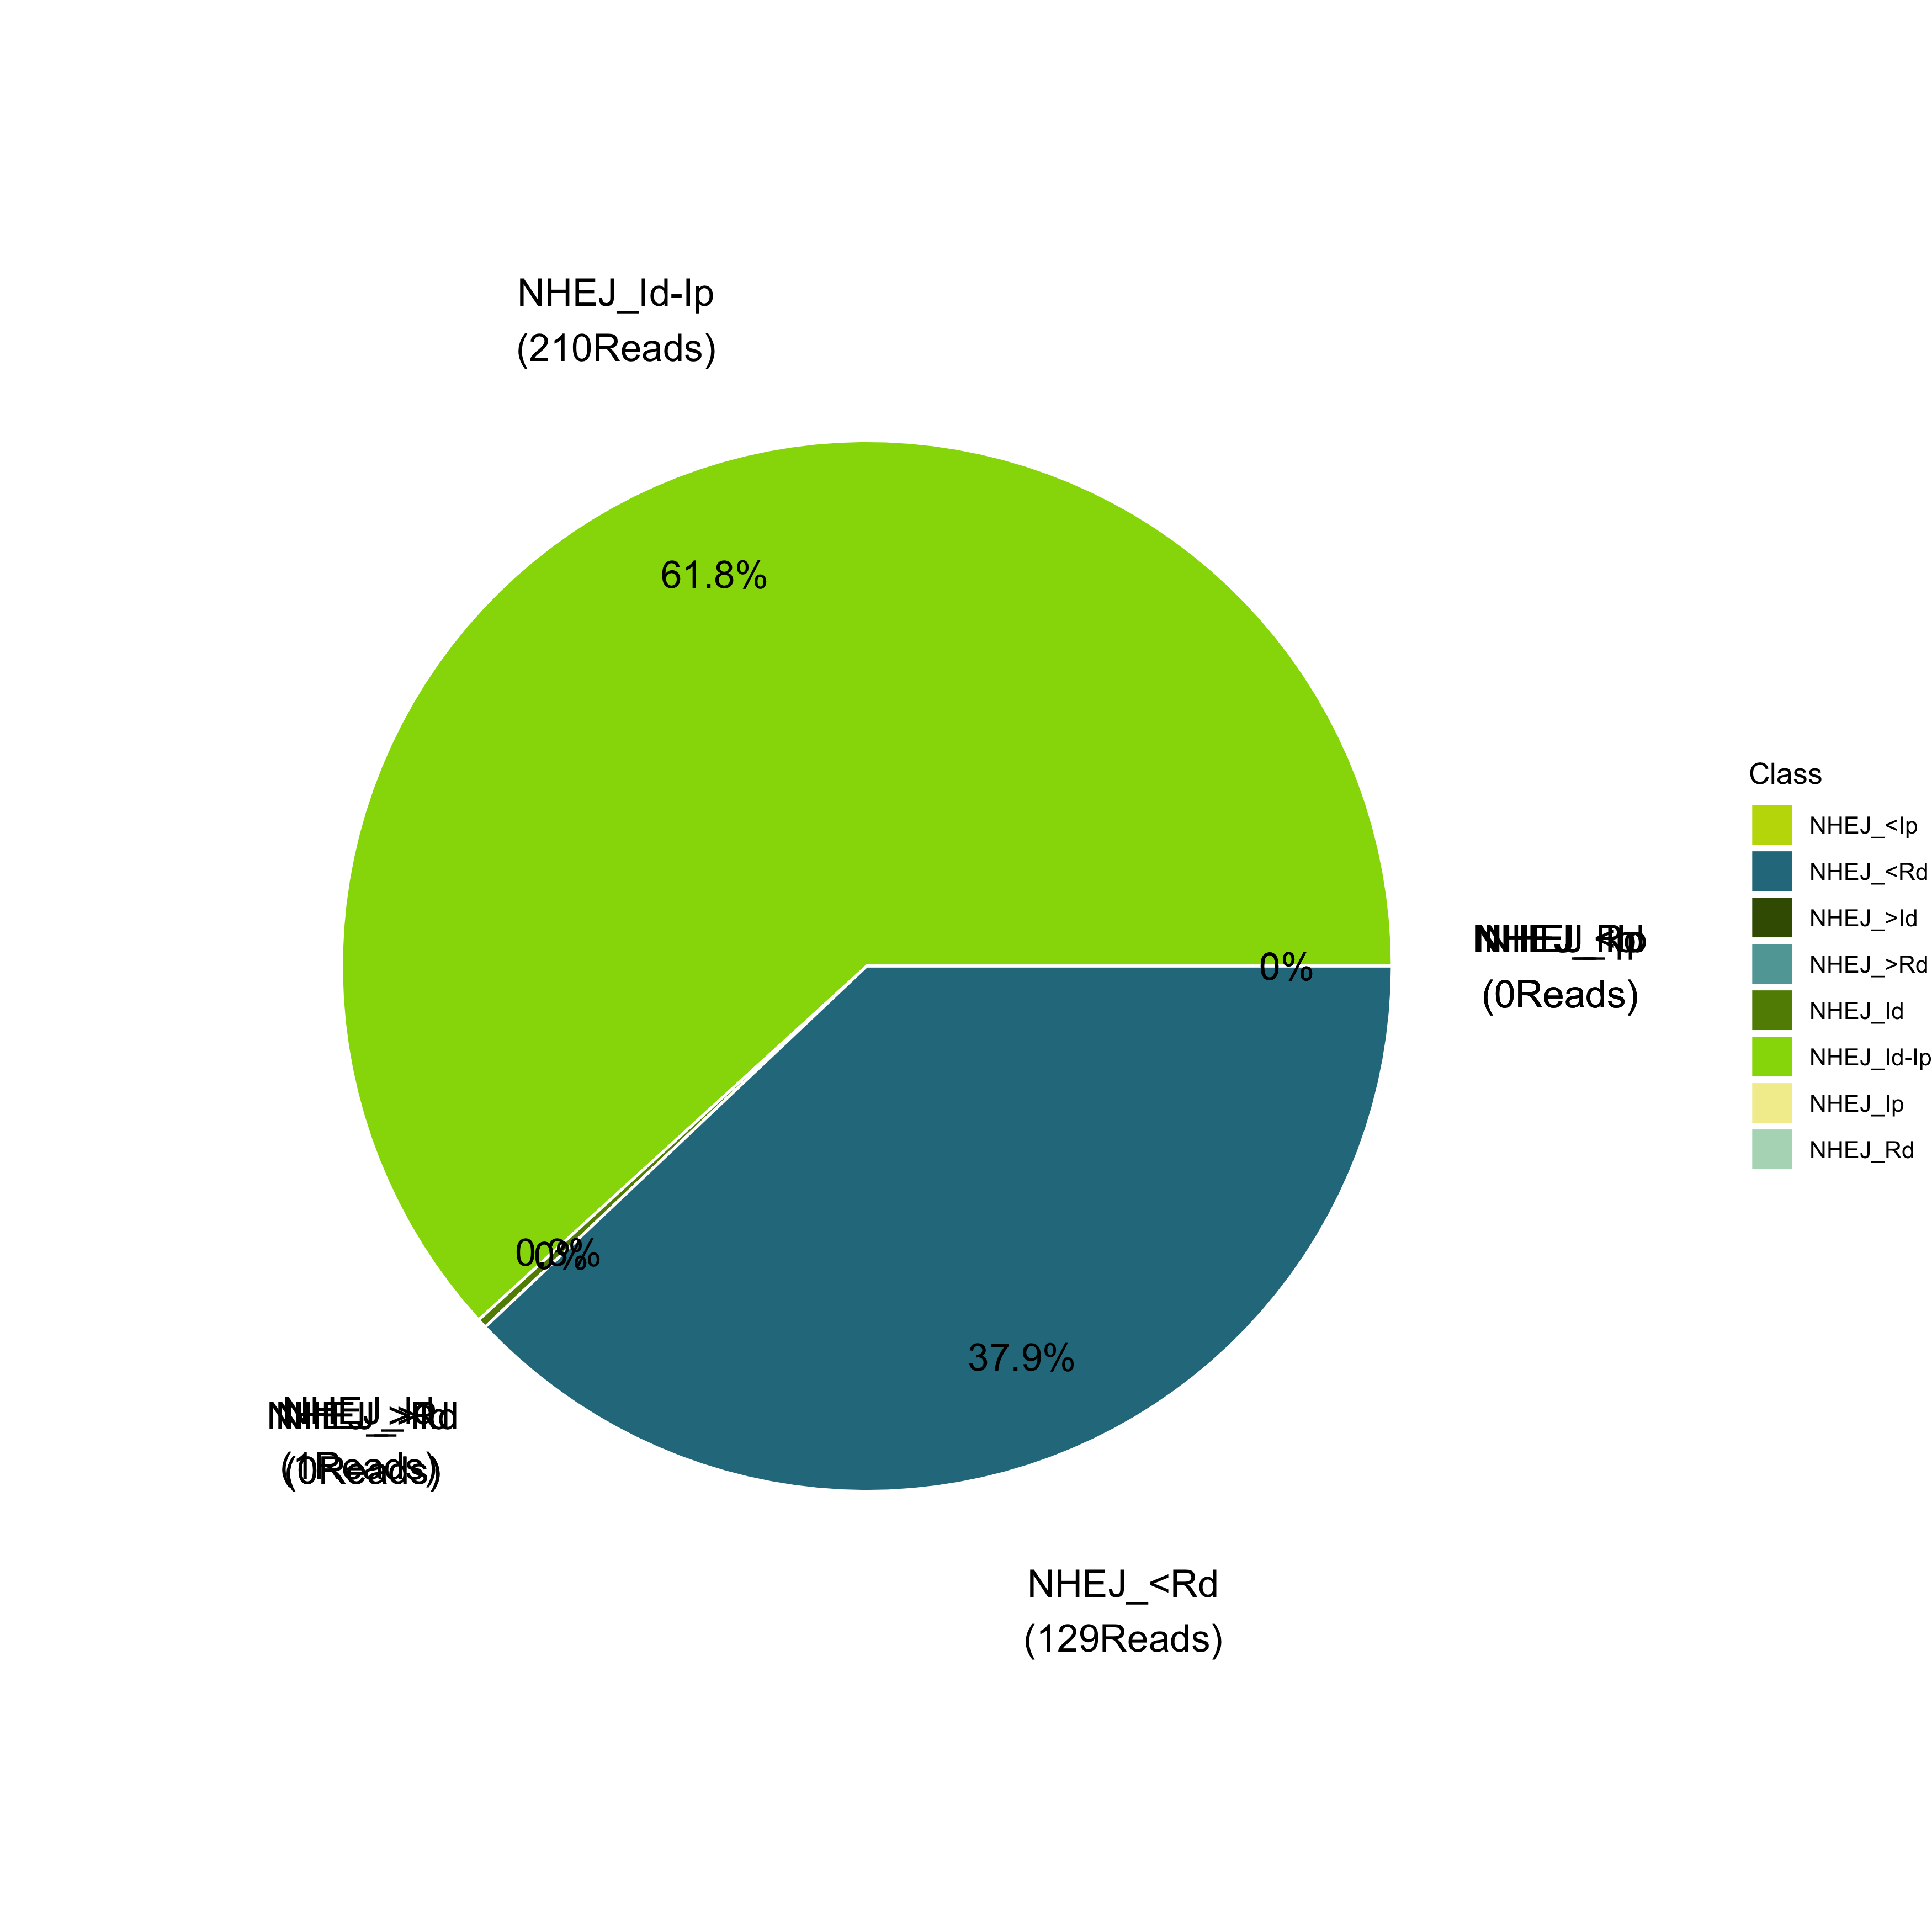 NHEJ_Id-Ip
(210Reads)
61.8%
0%
(0Reads)
37.9%
NHEJ_<Rd
(129Reads)
Class
NHEJ_<Ip
NHEJ_<Rd
NHEJ_>Id
NHEJ_>Rd
NHEJ_Id
NHEJ_Id-Ip
NHEJ_Ip
NHEJ_Rd